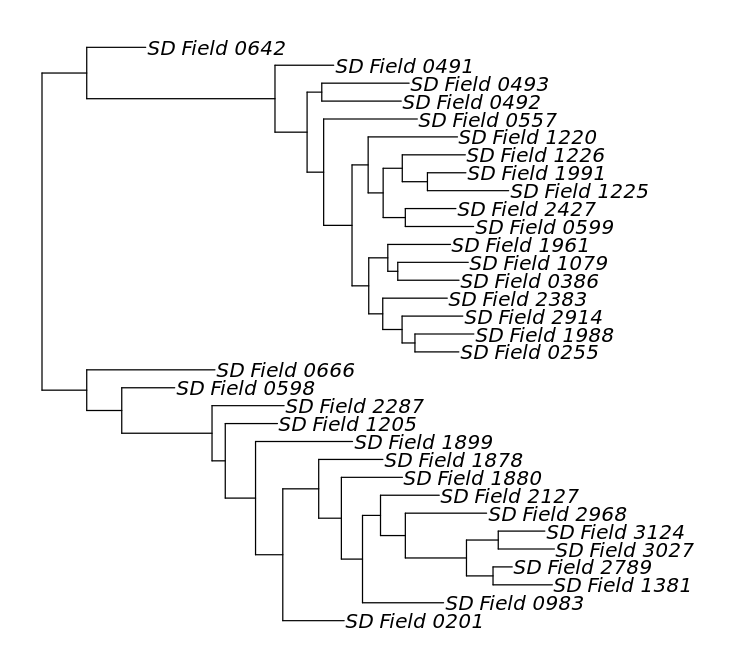 SD Field 0642
SD Field 0491
SD Field 0493
SD Field 0492
SD Field 0557
SD Field 1220
SD Field 1226
SD Field 1991
SD Field 1225
SD Field 2427
SD Field 0599
SD Field 1961
SD Field 1079
SD Field 0386
SD Field 2383
SD Field 2914
SD Field 1988
SD Field 0255
SD Field 0666
SD Field 0598
SD Field 2287
SD Field 1205
SD Field 1899
SD Field 1878
SD Field 1880
SD Field 2127
SD Field 2968
SD Field 3124
SD Field 3027
SD Field 2789
SD Field 1381
SD Field 0983
SD Field 0201